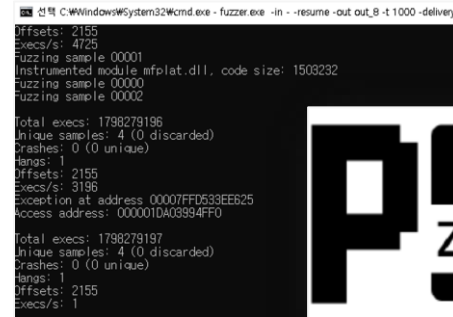 선택 C:₩Windows₩System32₩cmd.exe - fuzzer.exe -in - --resume -out out_8 -t 1000 -delivery
Offsets: 2155
Execs/s: 4725
Fuzzing sample 00001
Instrumented module mfplat.dll, code size: 1503232
Fuzzing sample 00000
Fuzzing sample 00002
Total execs: 1798279196
Unique samples: 4 (0 discarded)
Crashes: 0 (0 unique)
Hangs: 1
Offsets: 2155
Execs/s: 3196
Exception at address 00007FFD533EE625
Access address: 000001DA03994FF0
Total execs: 1798279197
Unique samples: 4 (0 discarded)
Crashes: 0 (0 unique)
Hangs: 1
Offsets: 2155
Execs/s: 1
P